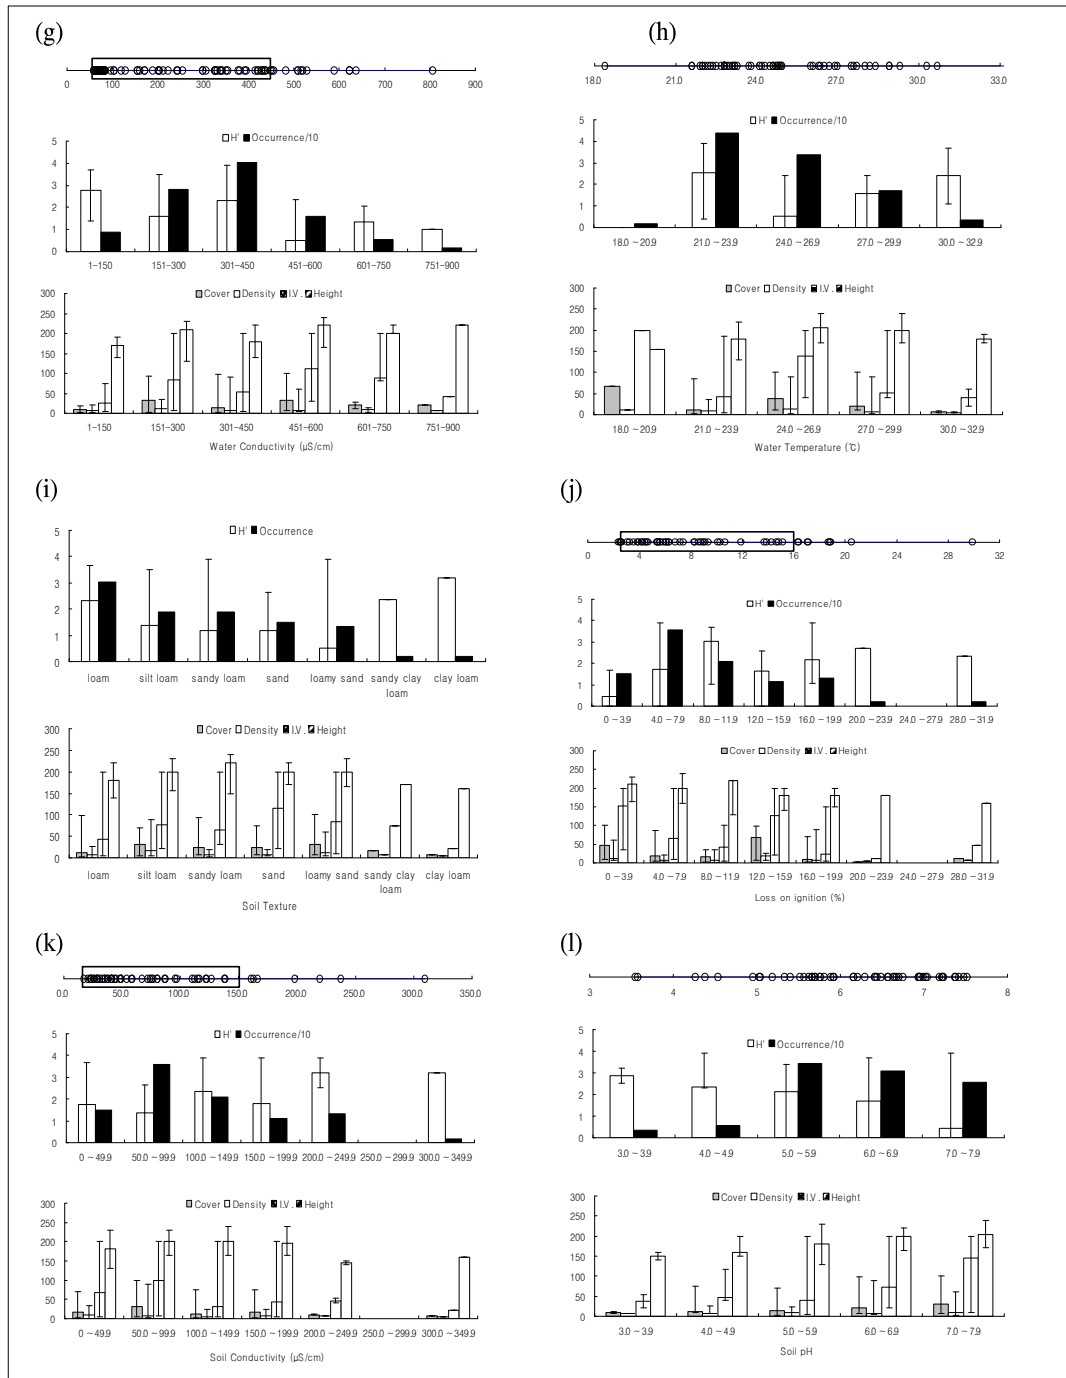 (g)
0 100 200 300 400 500 600 700 800 900
H' Occurrence/10
5
4
3
2
1
0
1-150 151-300 301-450 451-600 601-750 751-900
Cover Density I.V. Height
300
250
200
150
100
50
0
1-150 151-300 301-450 451-600 601-750 751-900
Water Conductivity (μS/cm)
(h)
18.0 21.0 24.0 27.0 30.0 33.0
H' Occurrence/10
5
4
3
2
1
0
18.0 ~20.9 21.0 ~23.9 24.0 ~26.9 27.0 ~29.9 30.0 ~32.9
Cover Density I.V. Height
300
250
200
150
100
50
0
18.0 ~20.9 21.0 ~23.9 24.0 ~26.9 27.0 ~29.9 30.0 ~32.9
Water Temperature (℃)
(i)
H' Occurrence
5
4
3
2
1
0
loam silt loam sandy loam sand loamy sand sandy clay clay loam
loam
Cover Density I.V. Height
300
250
200
150
100
50
0
loam silt loam sandy loam sand loamy sand sandy clay clay loam
loam
Soil Texture
(j)
0 4 8 12 16 20 24 28 32
H' Occurrence/10
5
4
3
2
1
0
0 ~3.9 4.0 ~7.9 8.0 ~11.9 12.0 ~15.9 16.0 ~19.9 20.0 ~23.9 24.0 ~27.9 28.0 ~31.9
Cover Density I.V. Height
300
250
200
150
100
50
0
0 ~3.9 4.0 ~7.9 8.0 ~11.9 12.0 ~15.9 16.0 ~19.9 20.0 ~23.9 24.0 ~27.9 28.0 ~31.9
Loss on ignition (%)
(k)
0.0 50.0 100.0 150.0 200.0 250.0 300.0 350.0
H' Occurrence/10
5
4
3
2
1
0
0 ~49.9 50.0 ~99.9 100.0 ~149.9 150.0 ~199.9 200.0 ~249.9 250.0 ~299.9 300.0 ~349.9
Cover Density I.V. Height
300
250
200
150
100
50
0
0 ~49.9 50.0 ~99.9 100.0 ~149.9 150.0 ~199.9 200.0 ~249.9 250.0 ~299.9 300.0 ~349.9
Soil Conductivity (μS/cm)
(l)
3 4 5 6 7 8
H' Occurrence/10
5
4
3
2
1
0
3.0 ~3.9 4.0 ~4.9 5.0 ~5.9 6.0 ~6.9 7.0 ~7.9
Cover Density I.V. Height
300
250
200
150
100
50
0
3.0 ~3.9 4.0 ~4.9 5.0 ~5.9 6.0 ~6.9 7.0 ~7.9
Soil pH